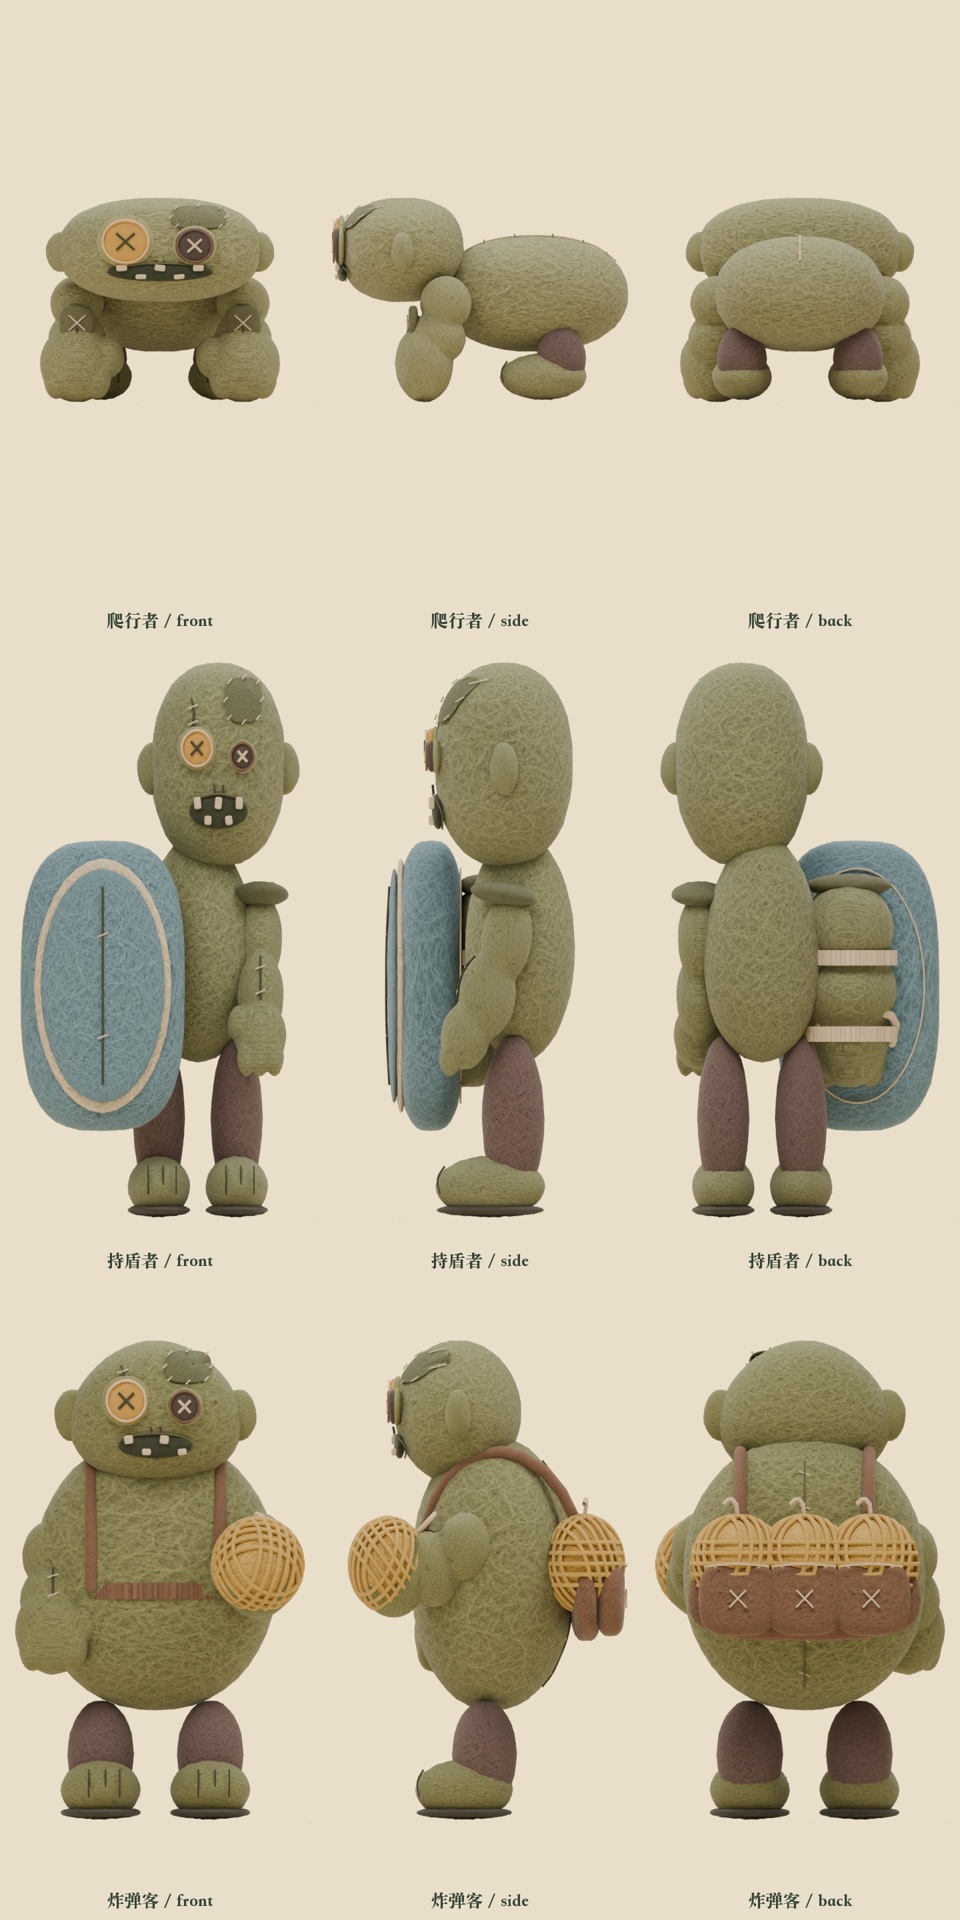 爬行者 / front
爬行者 / side
爬行者 / back
持盾者 / front
持盾者 / side
持盾者 / back
炸弹客 / front
炸弹客 / side
炸弹客 / back